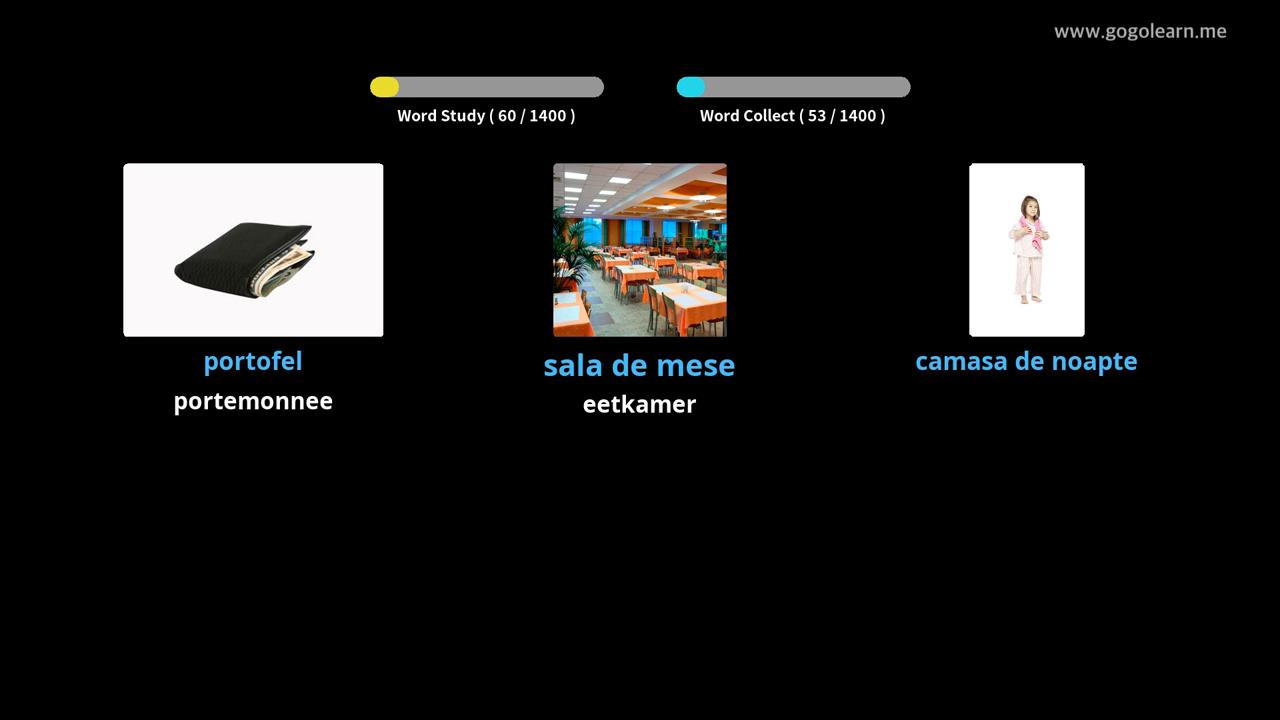 www.gogolearn.me
Word Study ( 60 / 1400 )
Word Collect ( 53 / 1400 )
portofel
portemonnee
sala de mese
eetkamer
camasa de noapte